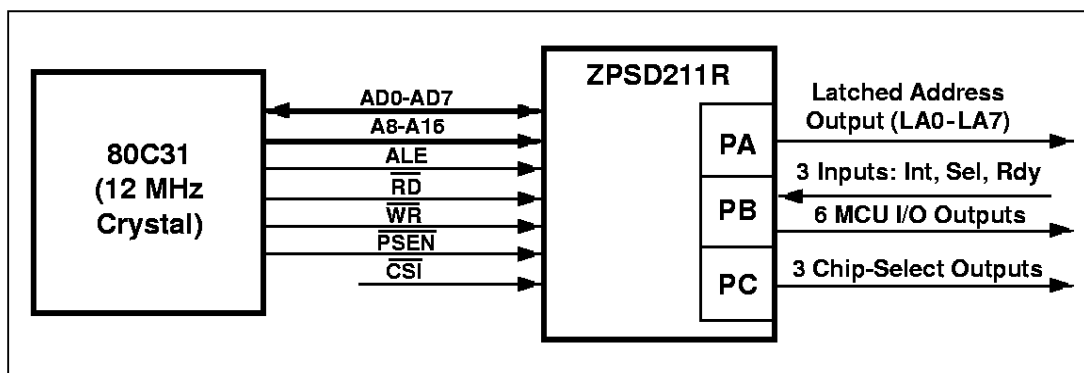 80C31
(12 MHz
Crystal)
AD0-AD7
A8-A16
ALE
RD
WR
PSEN
CSI
ZPSD211R
PA
PB
PC
Latched Address
Output (LA0-LA7)
3 Inputs: Int, Sel, Rdy
6 MCU I/O Outputs
3 Chip-Select Outputs